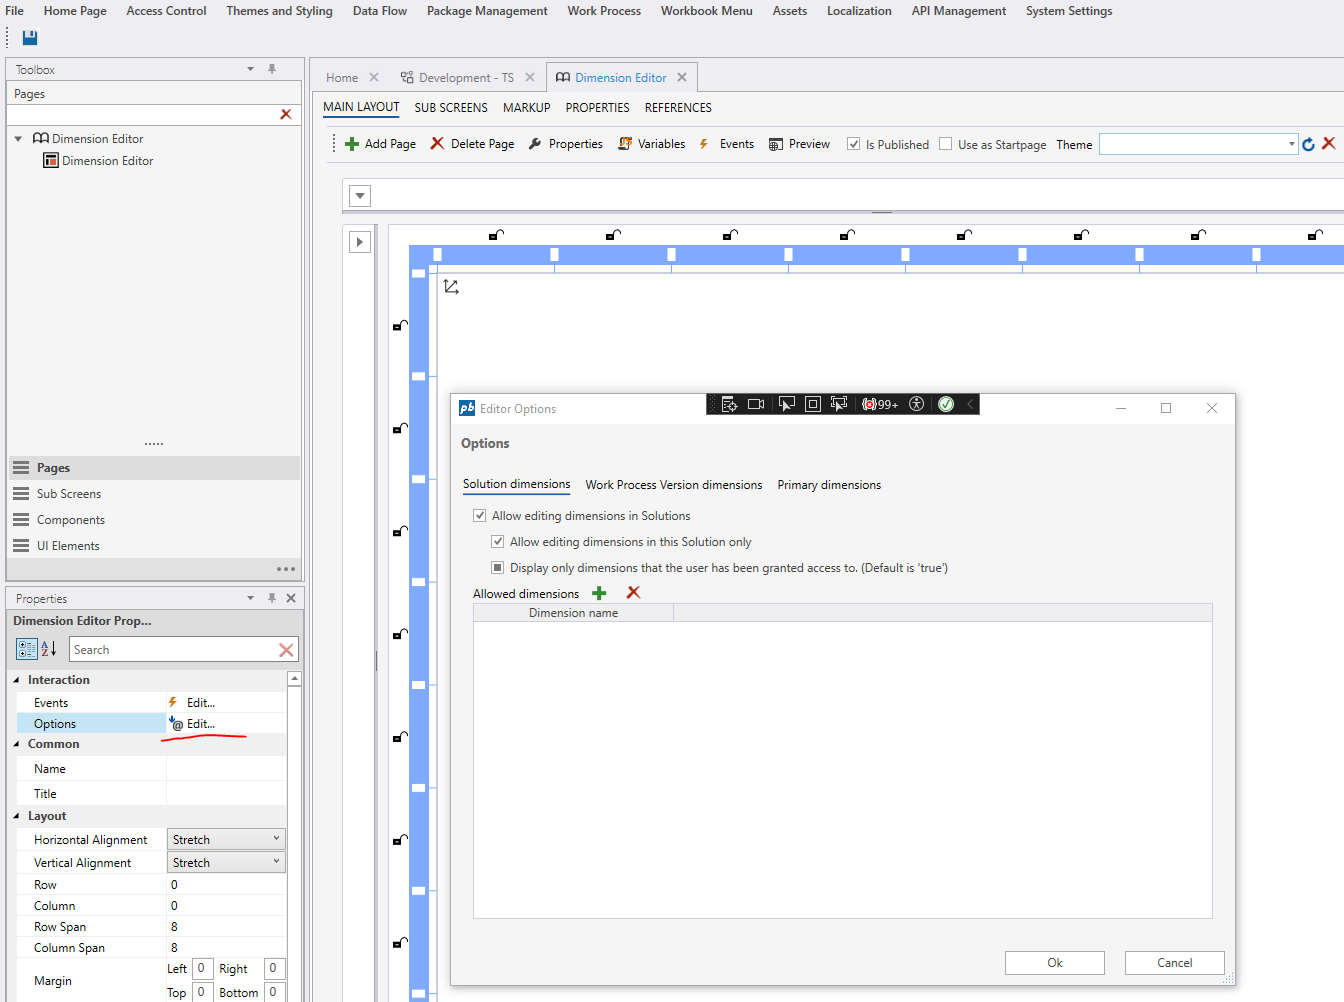 File Home Page Access Control Themes and Styling Data Flow Package Management Work Process Workbook Menu Assets Localization API Management System Settings
Toolbox
Pages
Dimension Editor
Dimension Editor
Pages
Sub Screens
Components
UI Elements
Properties
Dimension Editor Prop...
Search
Interaction
Events Edit...
Options Edit...
Common
Name
Title
Layout
Horizontal Alignment Stretch
Vertical Alignment Stretch
Row 0
Column 0
Row Span 8
Column Span 8
Margin
Left 0 Right 0
Top 0 Bottom 0
Home Development - TS Dimension Editor
MAIN LAYOUT SUB SCREENS MARKUP PROPERTIES REFERENCES
Add Page Delete Page Properties Variables Events Preview Is Published Use as Startpage Theme
pb Editor Options
99+
Options
Solution dimensions Work Process Version dimensions Primary dimensions
Allow editing dimensions in Solutions
Allow editing dimensions in this Solution only
Display only dimensions that the user has been granted access to. (Default is 'true')
Allowed dimensions
Dimension name
Ok Cancel